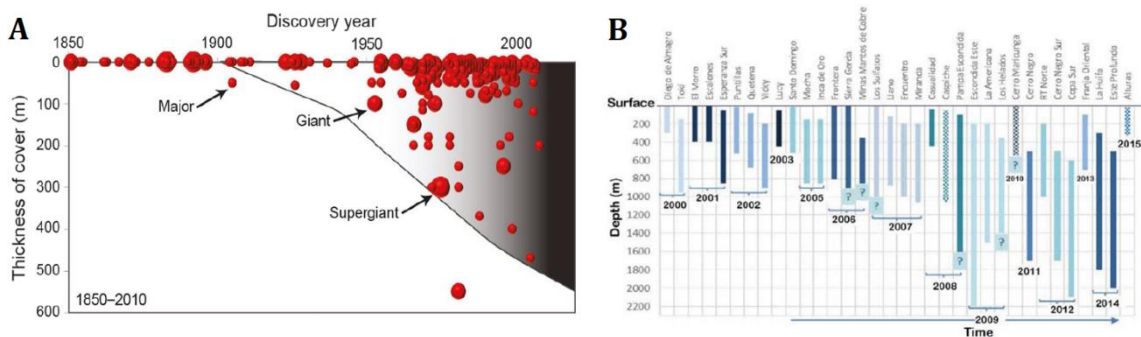 A
Discovery year
1850
1900
1950
2000
0
100
200
300
400
500
600
Thickness of cover (m)
Major
Giant
Supergiant
1850–2010
B
Diego de Almagro
Toki
El Morro
Escalones
Esperanza Sur
Puntillas
Quetena
Vicky
Lucy
Santo Domingo
Mocha
Inca de Oro
Frontera
Sierra Gorda
Minas Mantos de Cobre
Los Sulfatos
Llano
Encuentro
Miranda
Casualidad
Caspiche
Pampa Escondida
Escondida Este
La Americana
Los Helados
Cerro Maricunga
Cerro Negro
RT Norte
Cerro Negro Sur
Copa Sur
Franja Oriental
La Huifa
Este Profundo
Alturas
Surface
200
400
600
800
1000
1200
1400
1600
1800
2000
2200
Depth (m)
2000
2001
2002
2003
2005
2006
?
?
?
2007
2008
?
2009
?
?
2010
2011
2012
2013
2014
2015
Time